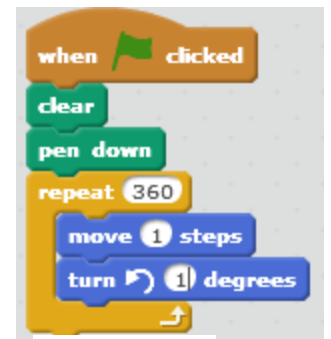 when clicked
clear
pen down
repeat 360
move 1 steps
turn 1 degrees